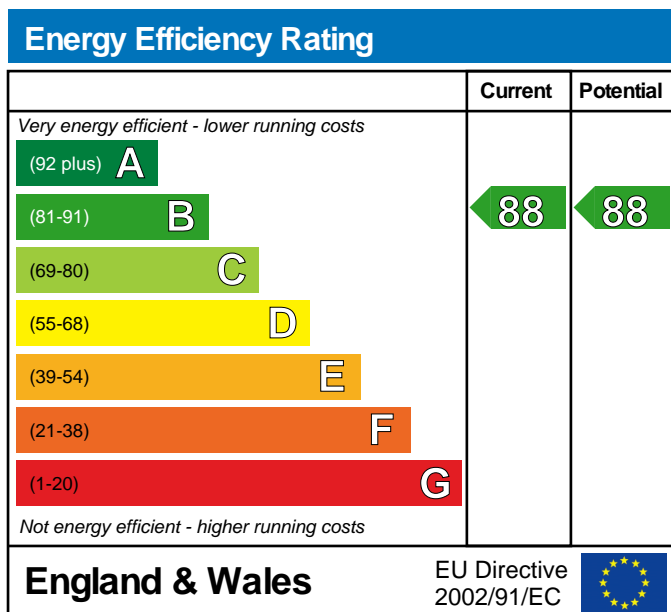 Energy Efficiency Rating
Current Potential
Very energy efficient - lower running costs
(92 plus) A
(81-91) B 88 88
(69-80) C
(55-68) D
(39-54) E
(21-38) F
(1-20) G
Not energy efficient - higher running costs
England & Wales
EU Directive
2002/91/EC